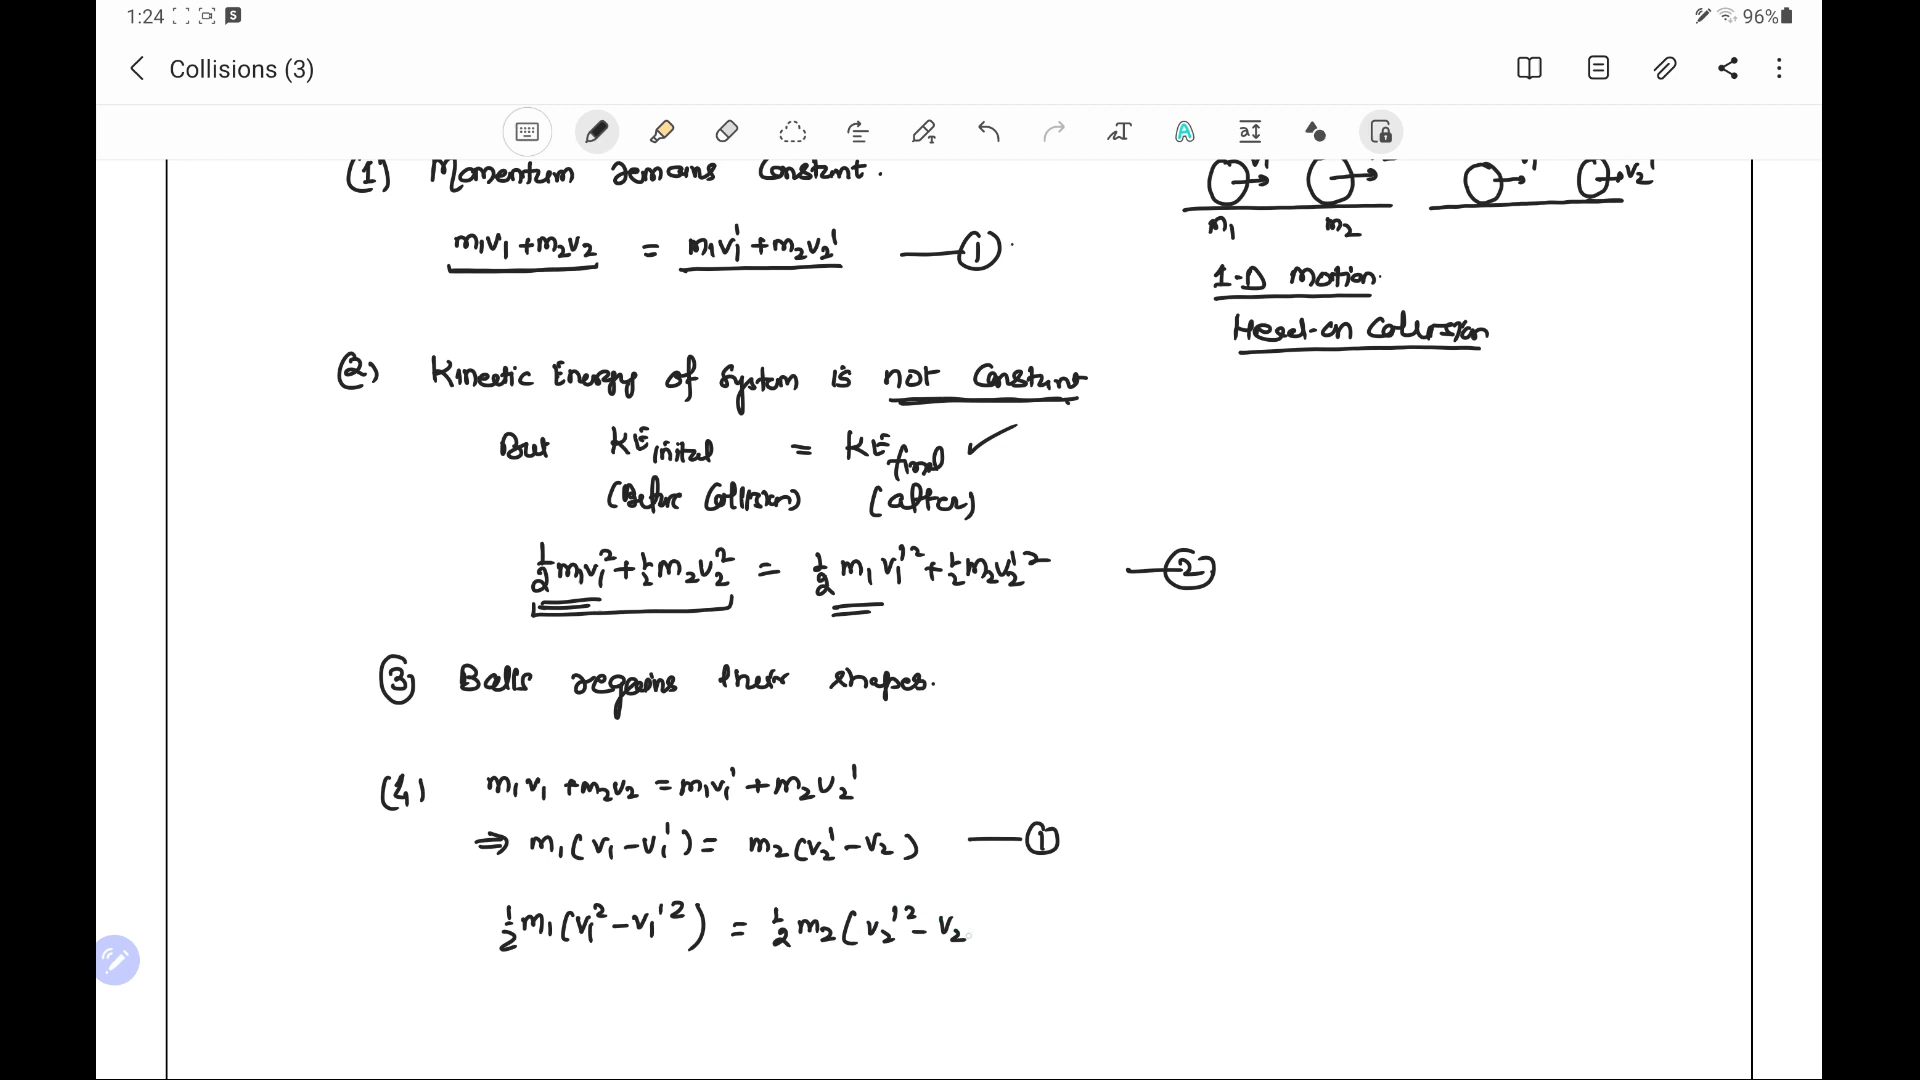 1:24 S 96%
Collisions (3)
(1) Momentum remains Constant.
m₁v₁ + m₂v₂ = m₁v₁' + m₂v₂' — ①
v₁ v₁' v₂'
m₁ m₂
1-D Motion
Head-on Collision
②) Kinetic Energy of System is not Constant
But KE initial = KE final ✓
(Before Collision) (after)
½m₁v₁² + ½m₂v₂² = ½m₁v₁'² + ½m₂v₂'² — ②
③ Balls regains their shapes.
(4) m₁v₁ + m₂v₂ = m₁v₁' + m₂v₂'
⇒ m₁(v₁ - v₁') = m₂(v₂' - v₂) — ①
½m₁(v₁² - v₁'²) = ½m₂(v₂'² - v₂